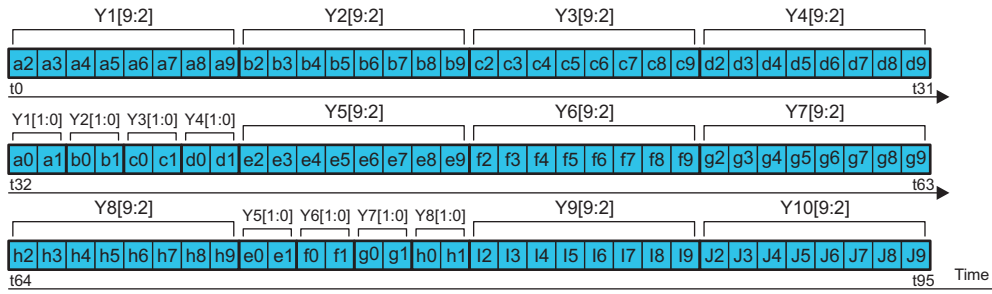 Y1[9:2] Y2[9:2] Y3[9:2] Y4[9:2]
a2 a3 a4 a5 a6 a7 a8 a9 b2 b3 b4 b5 b6 b7 b8 b9 c2 c3 c4 c5 c6 c7 c8 c9 d2 d3 d4 d5 d6 d7 d8 d9
t0 t31
Y1[1:0] Y2[1:0] Y3[1:0] Y4[1:0] Y5[9:2] Y6[9:2] Y7[9:2]
a0 a1 b0 b1 c0 c1 d0 d1 e2 e3 e4 e5 e6 e7 e8 e9 f2 f3 f4 f5 f6 f7 f8 f9 g2 g3 g4 g5 g6 g7 g8 g9
t32 t63
Y8[9:2] Y5[1:0] Y6[1:0] Y7[1:0] Y8[1:0] Y9[9:2] Y10[9:2]
h2 h3 h4 h5 h6 h7 h8 h9 e0 e1 f0 f1 g0 g1 h0 h1 I2 I3 I4 I5 I6 I7 I8 I9 J2 J3 J4 J5 J6 J7 J8 J9
t64 t95 Time